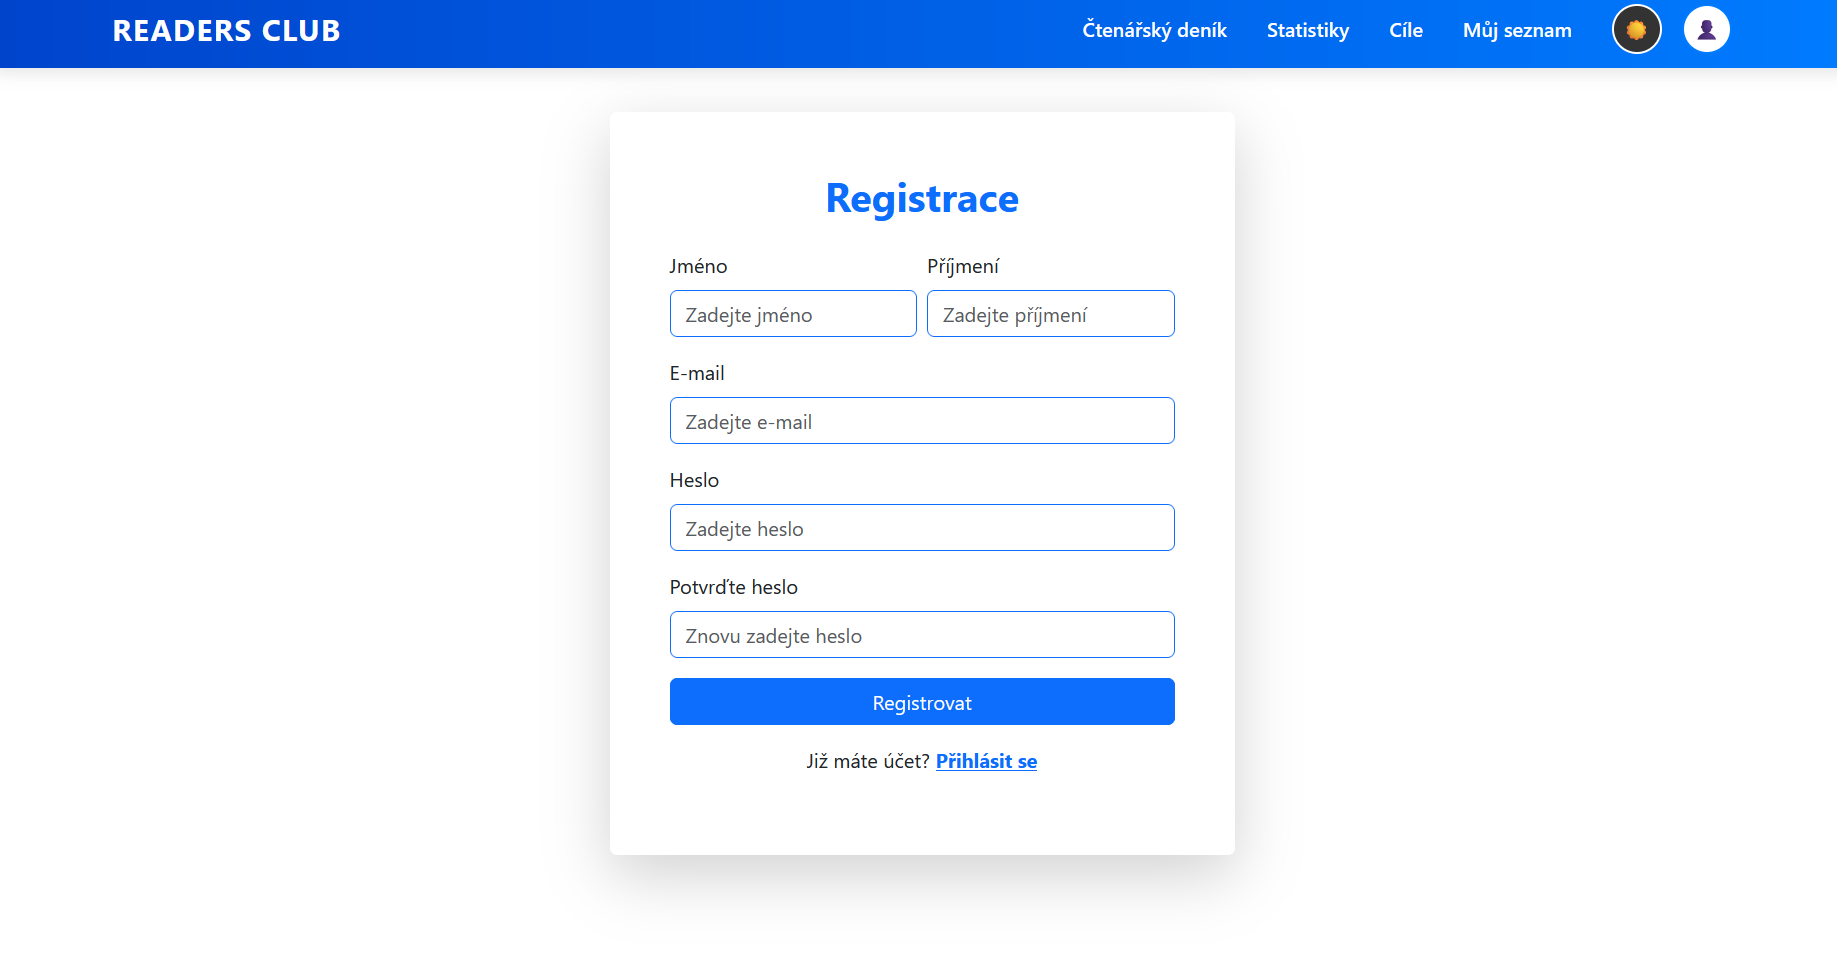 READERS CLUB
Čtenářský deník
Statistiky
Cíle
Můj seznam
Registrace
Jméno
Příjmení
Zadejte jméno
Zadejte příjmení
E-mail
Zadejte e-mail
Heslo
Zadejte heslo
Potvrďte heslo
Znovu zadejte heslo
Registrovat
Již máte účet? Přihlásit se